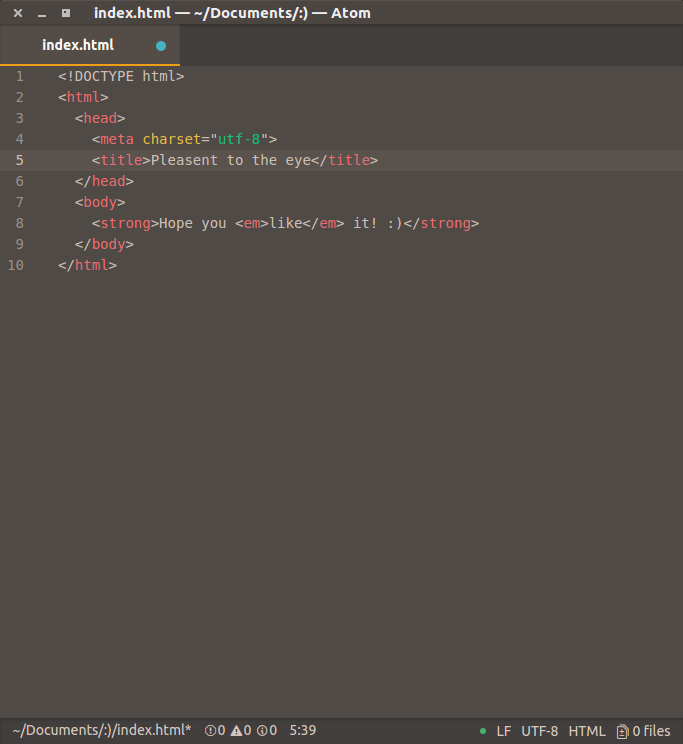 index.html — ~/Documents/:) — Atom
index.html
1 <!DOCTYPE html>
2 <html>
3 <head>
4 <meta charset="utf-8">
5 <title>Pleasent to the eye</title>
6 </head>
7 <body>
8 <strong>Hope you <em>like</em> it! :)</strong>
9 </body>
10 </html>
~/Documents/:)/index.html* 0 0 0 5:39 LF UTF-8 HTML 0 files